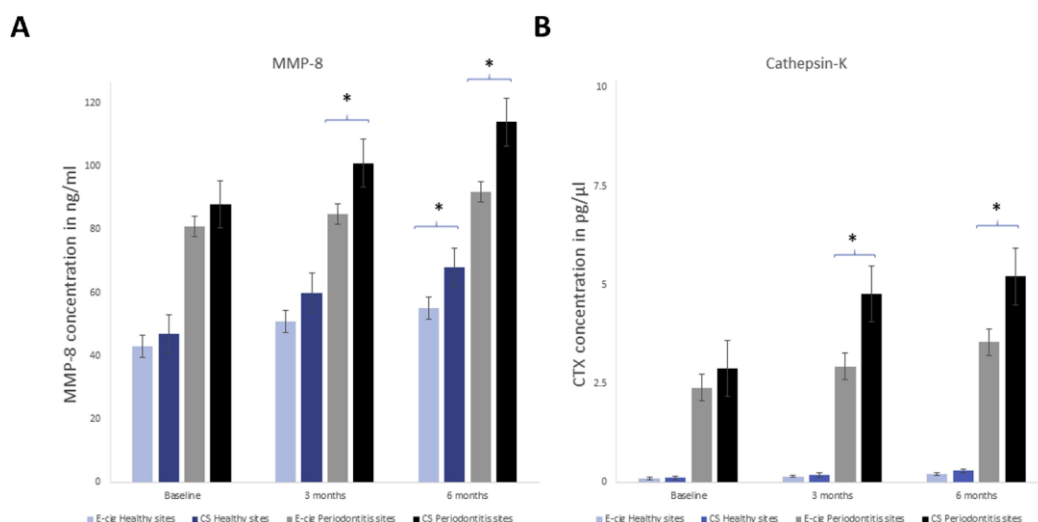 A
MMP-8
MMP-8 concentration in ng/ml
120
100
80
60
40
20
0
*
*
*
Baseline
3 months
6 months
E-cig Healthy sites
CS Healthy sites
E-cig Periodontitis sites
CS Periodontitis sites
B
Cathepsin-K
CTX concentration in pg/µl
10
7.5
5
2.5
0
*
*
Baseline
3 months
6 months
E-cig Healthy sites
CS Healthy sites
E-cig Periodontitis sites
CS Periodontitis sites